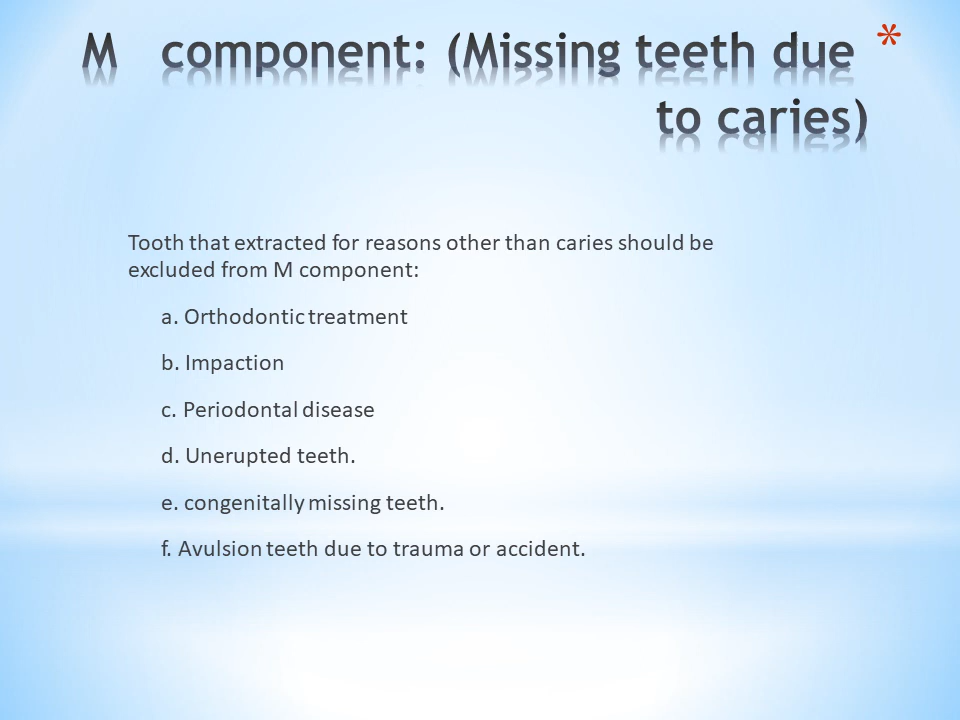 M component: (Missing teeth due *
to caries)
Tooth that extracted for reasons other than caries should be
excluded from M component:
a. Orthodontic treatment
b. Impaction
c. Periodontal disease
d. Unerupted teeth.
e. congenitally missing teeth.
f. Avulsion teeth due to trauma or accident.